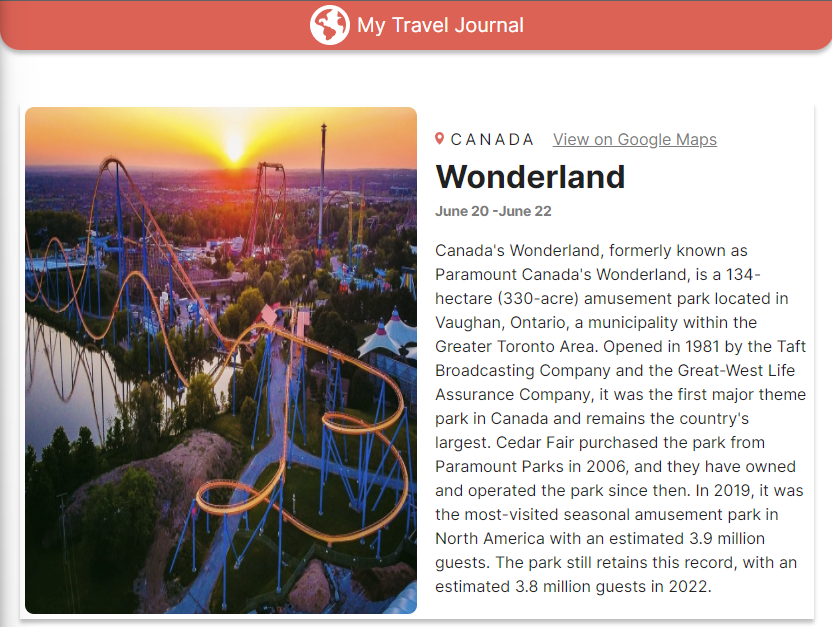 My Travel Journal
CANADA View on Google Maps
Wonderland
June 20 -June 22
Canada's Wonderland, formerly known as
Paramount Canada's Wonderland, is a 134-
hectare (330-acre) amusement park located in
Vaughan, Ontario, a municipality within the
Greater Toronto Area. Opened in 1981 by the Taft
Broadcasting Company and the Great-West Life
Assurance Company, it was the first major theme
park in Canada and remains the country's
largest. Cedar Fair purchased the park from
Paramount Parks in 2006, and they have owned
and operated the park since then. In 2019, it was
the most-visited seasonal amusement park in
North America with an estimated 3.9 million
guests. The park still retains this record, with an
estimated 3.8 million guests in 2022.